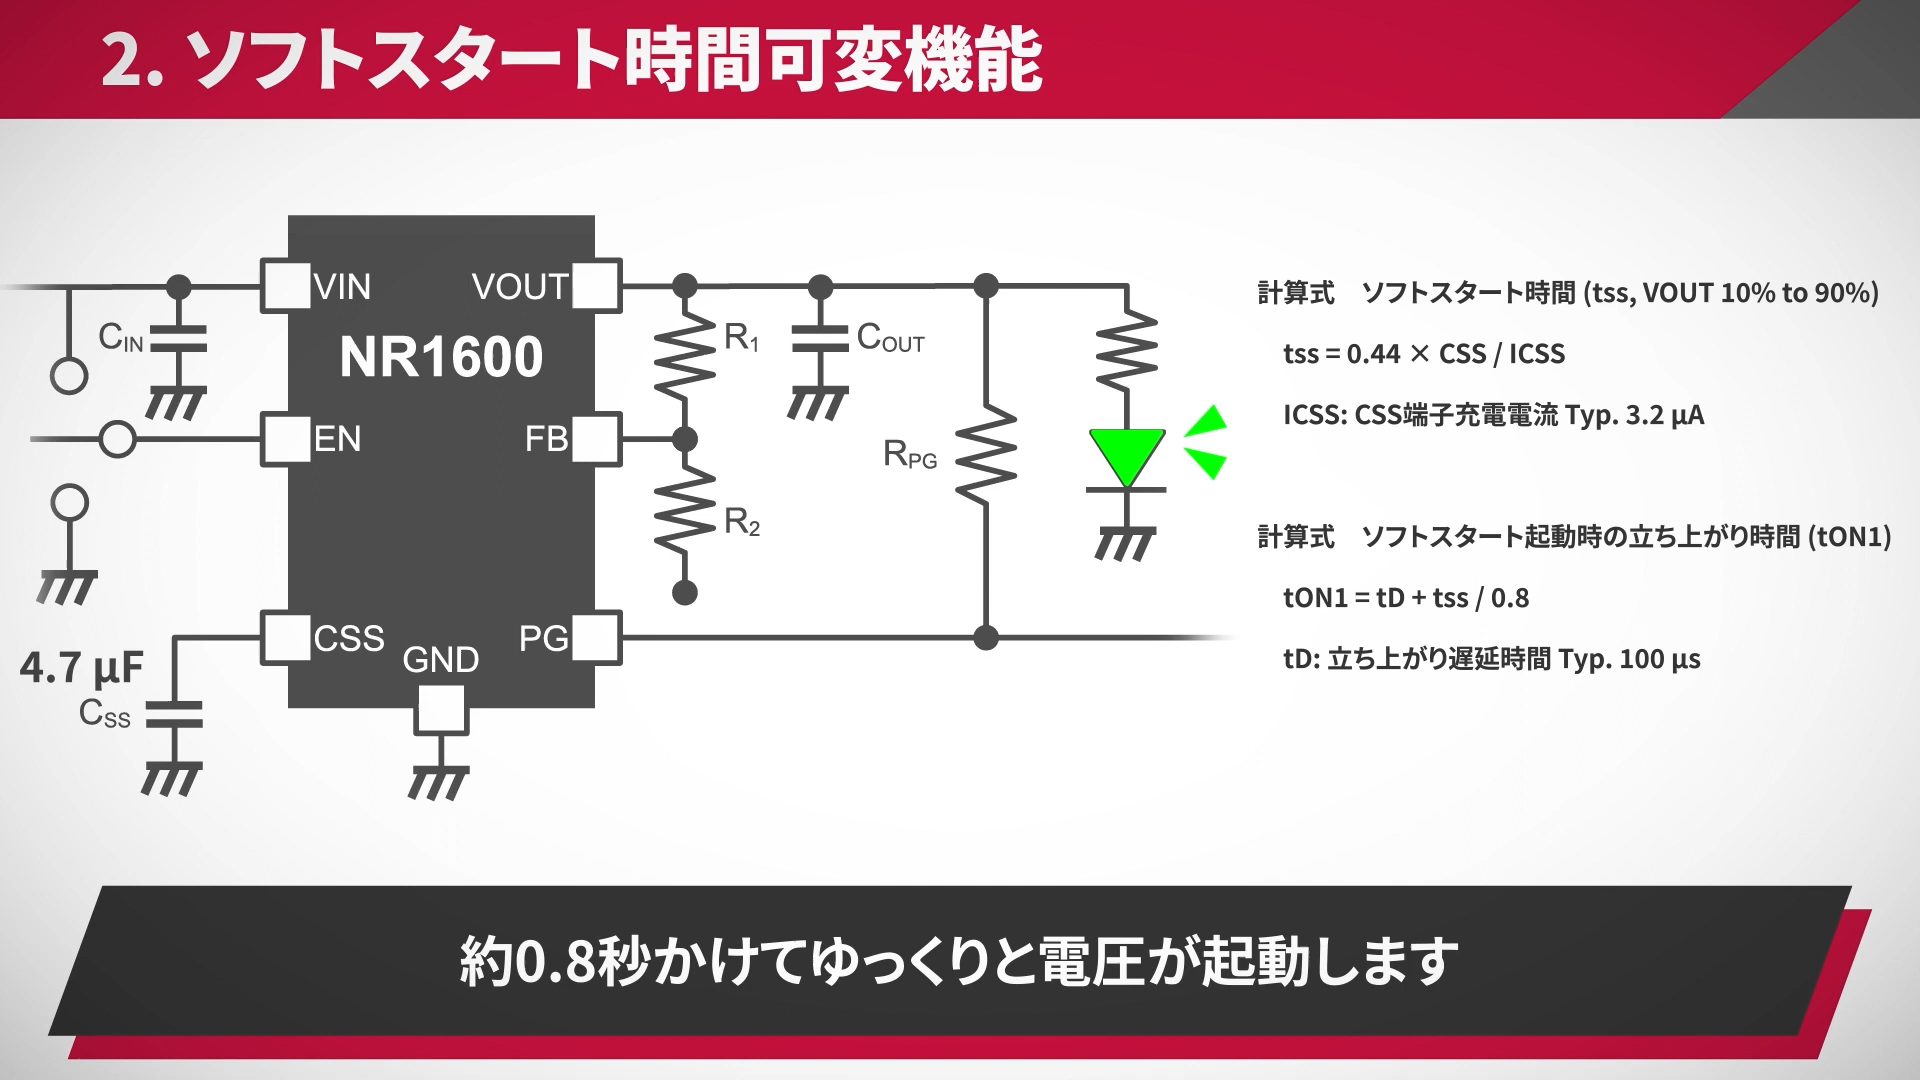 2. ソフトスタート時間可変機能
VIN
VOUT
CIN
NR1600
R1
COUT
EN
FB
RPG
R2
CSS
GND
PG
4.7 µF
CSS
計算式　ソフトスタート時間 (tss, VOUT 10% to 90%)
tss = 0.44 × CSS / ICSS
ICSS: CSS端子充電電流 Typ. 3.2 µA
計算式　ソフトスタート起動時の立ち上がり時間 (tON1)
tON1 = tD + tss / 0.8
tD: 立ち上がり遅延時間 Typ. 100 µs
約0.8秒かけてゆっくりと電圧が起動します